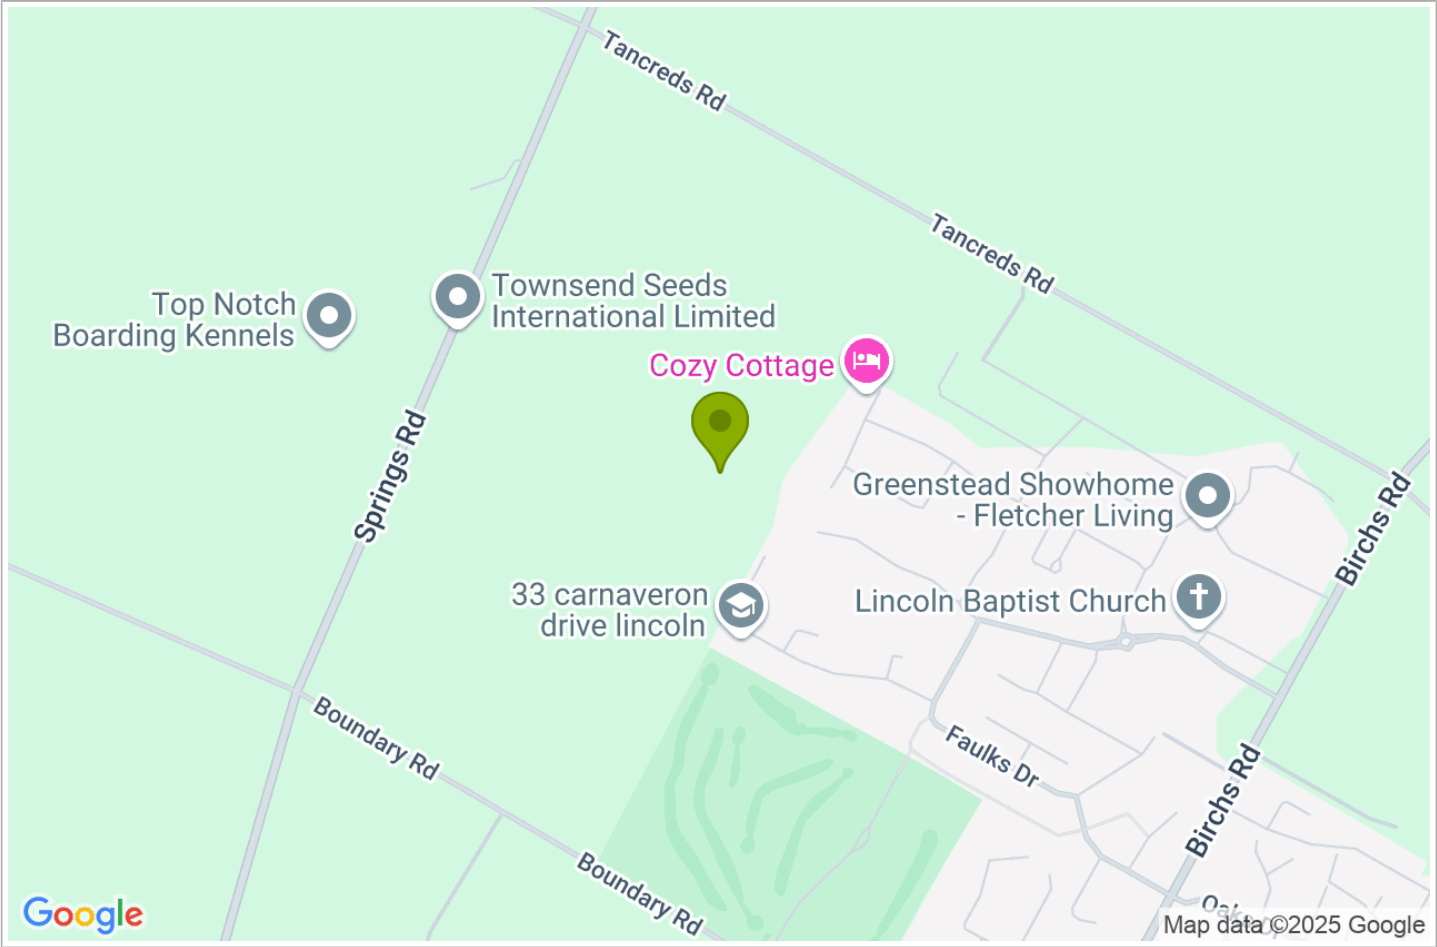 Tancreds Rd
Tancreds Rd
Townsend Seeds
International Limited
Top Notch
Boarding Kennels
Cozy Cottage
Springs Rd
Greenstead Showhome
- Fletcher Living
Birchs Rd
33 carnaveron
drive lincoln
Lincoln Baptist Church
Boundary Rd
Faulks Dr
Birchs Rd
Boundary Rd
Google
Map data ©2025 Google